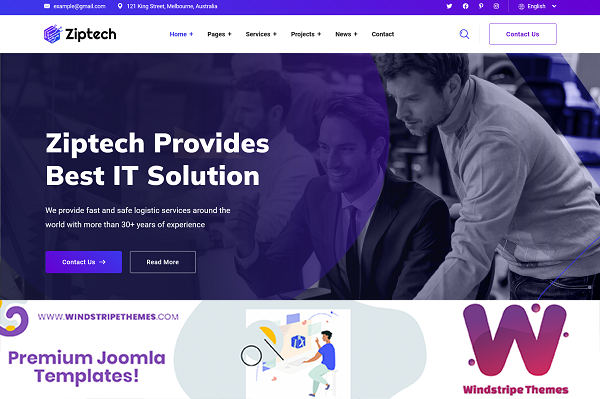 example@gmail.com 121 King Street, Melbourne, Australia English
Ziptech Home + Pages + Services + Projects + News + Contact Contact Us
Ziptech Provides
Best IT Solution
We provide fast and safe logistic services around the
world with more than 30+ years of experience
Contact Us → Read More
WWW.WINDSTRIPETHEMES.COM
Premium Joomla
Templates!
W
Windstripe Themes